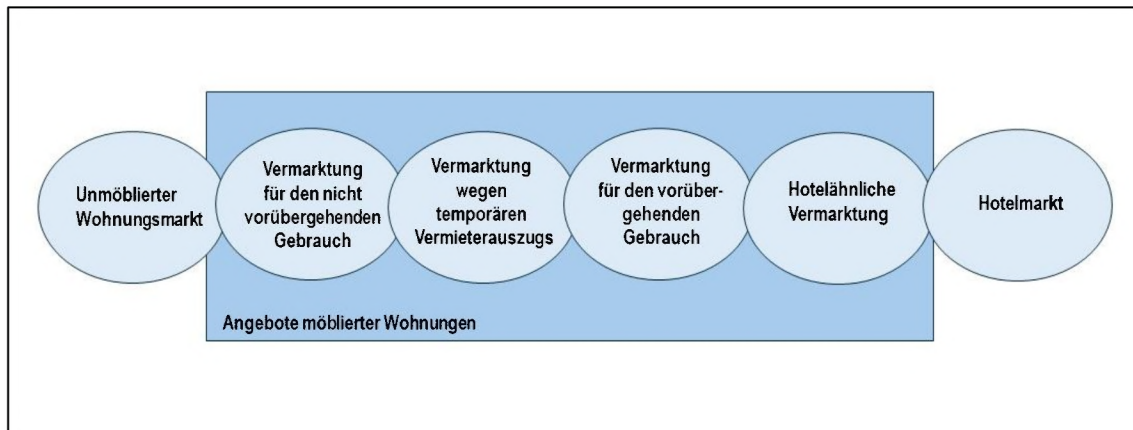 Unmöblierter
Wohnungsmarkt
Vermarktung
für den nicht
vorübergehenden
Gebrauch
Vermarktung
wegen
temporären
Vermieterauszugs
Vermarktung
für den vorüber-
gehenden
Gebrauch
Hotelähnliche
Vermarktung
Hotelmarkt
Angebote möblierter Wohnungen